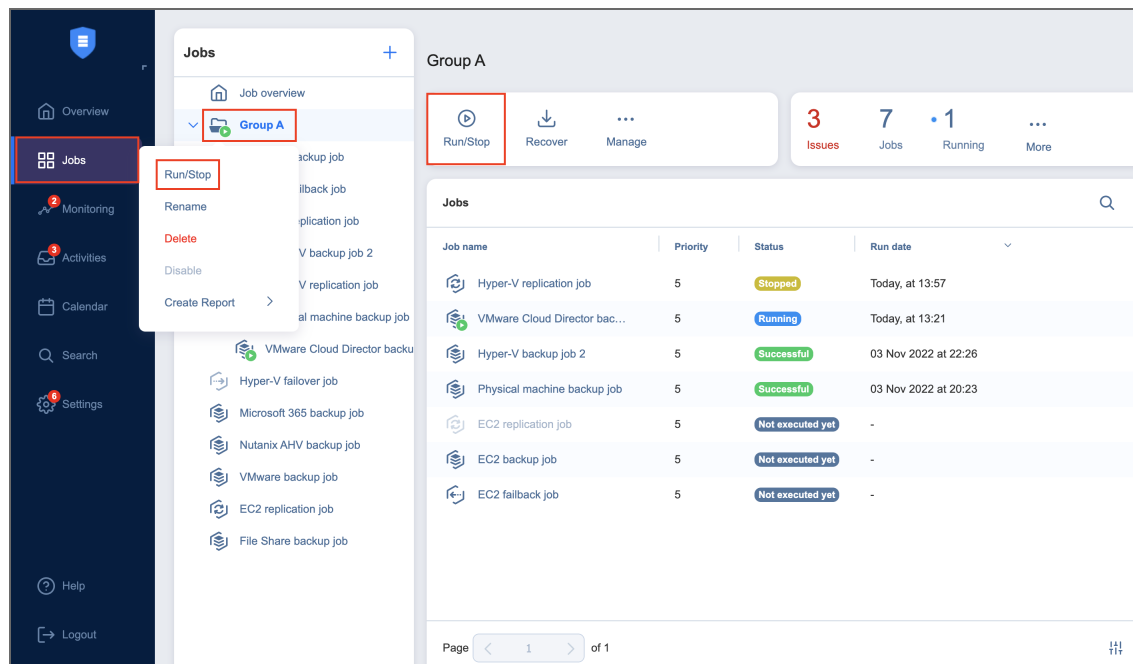 Overview
Jobs
2
Monitoring
3
Activities
Calendar
Search
6
Settings
Help
Logout
Jobs
+
Job overview
Group A
ackup job
ilback job
plication job
V backup job 2
V replication job
al machine backup job
VMware Cloud Director backu
Hyper-V failover job
Microsoft 365 backup job
Nutanix AHV backup job
VMware backup job
EC2 replication job
File Share backup job
Run/Stop
Rename
Delete
Disable
Create Report
Group A
Run/Stop
Recover
Manage
3 7 1
Issues Jobs Running More
Jobs
Job name Priority Status Run date
Hyper-V replication job 5 Stopped Today, at 13:57
VMware Cloud Director bac... 5 Running Today, at 13:21
Hyper-V backup job 2 5 Successful 03 Nov 2022 at 22:26
Physical machine backup job 5 Successful 03 Nov 2022 at 20:23
EC2 replication job 5 Not executed yet -
EC2 backup job 5 Not executed yet -
EC2 failback job 5 Not executed yet -
Page 1 of 1